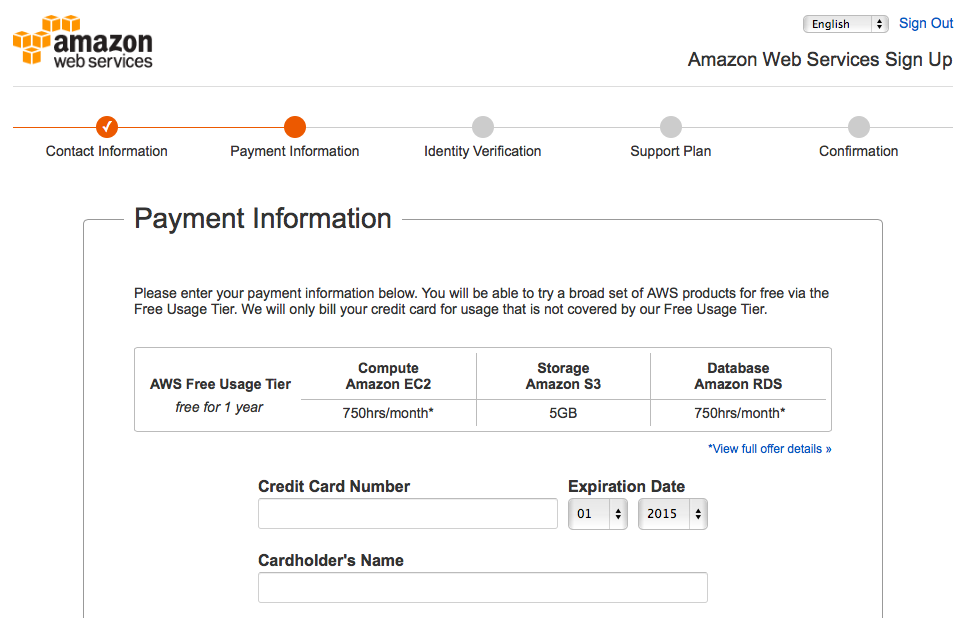 amazon
web services
English
Sign Out
Amazon Web Services Sign Up
Contact Information
Payment Information
Identity Verification
Support Plan
Confirmation
Payment Information
Please enter your payment information below. You will be able to try a broad set of AWS products for free via the
Free Usage Tier. We will only bill your credit card for usage that is not covered by our Free Usage Tier.
AWS Free Usage Tier
free for 1 year
Compute
Amazon EC2
750hrs/month*
Storage
Amazon S3
5GB
Database
Amazon RDS
750hrs/month*
*View full offer details »
Credit Card Number
Expiration Date
01
2015
Cardholder's Name